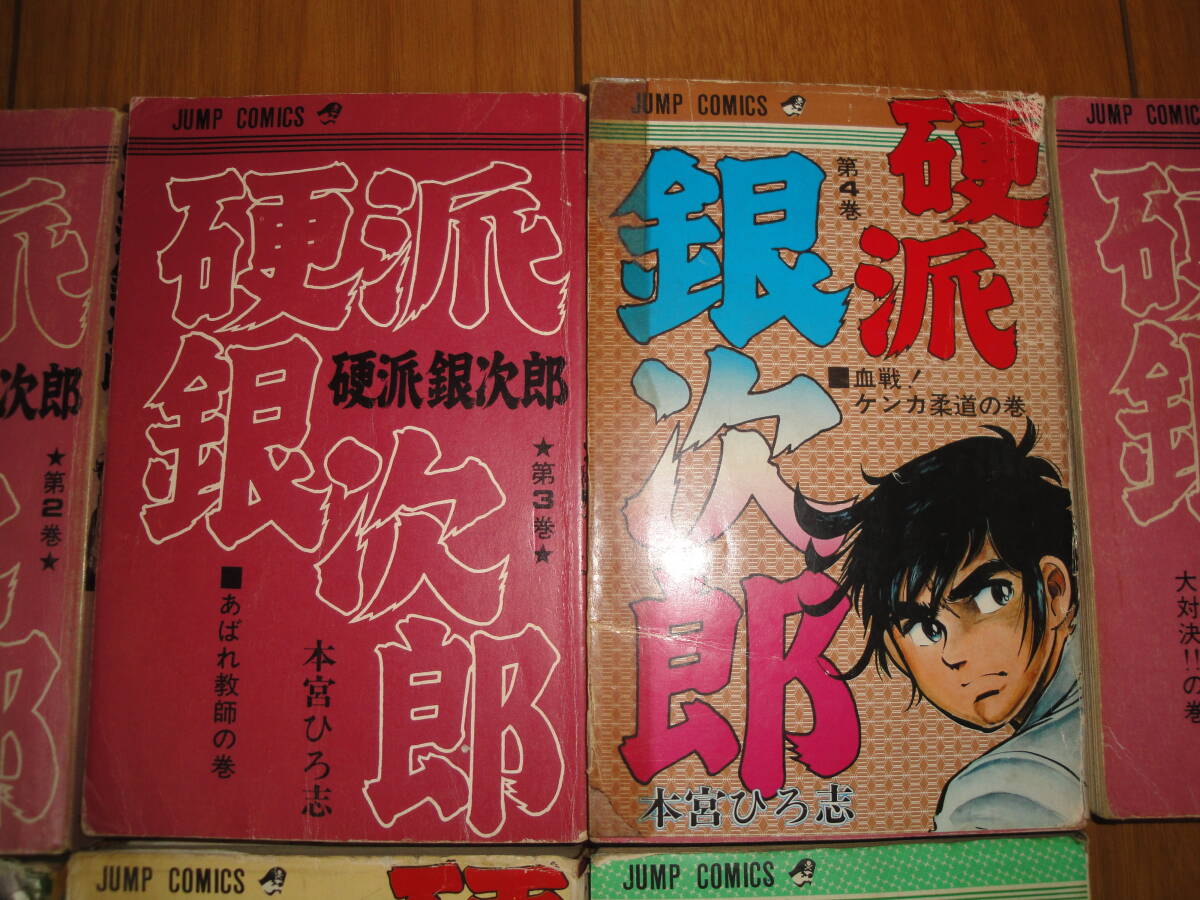 派
次郎
★第2巻★
郎
JUMP COMICS
硬派
銀次郎
硬派銀次郎
★第3巻★
■あばれ教師の巻
本宮ひろ志
JUMP COMICS
硬派
銀次郎
第4巻
■血戦!
ケンカ柔道の巻
本宮ひろ志
JUMP COMICS
硬
銀
大対決!!の巻
JUMP COMICS
硬
JUMP COMICS